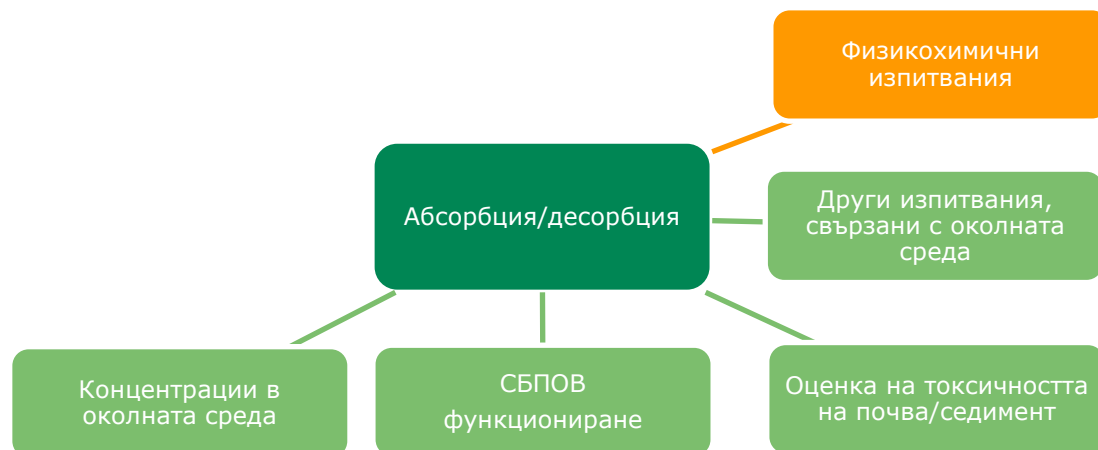 Физикохимични
изпитвания
Абсорбция/десорбция
Други изпитвания,
свързани с околната
среда
Концентрации в
околната среда
СБПОВ
функциониране
Оценка на токсичността
на почва/седимент